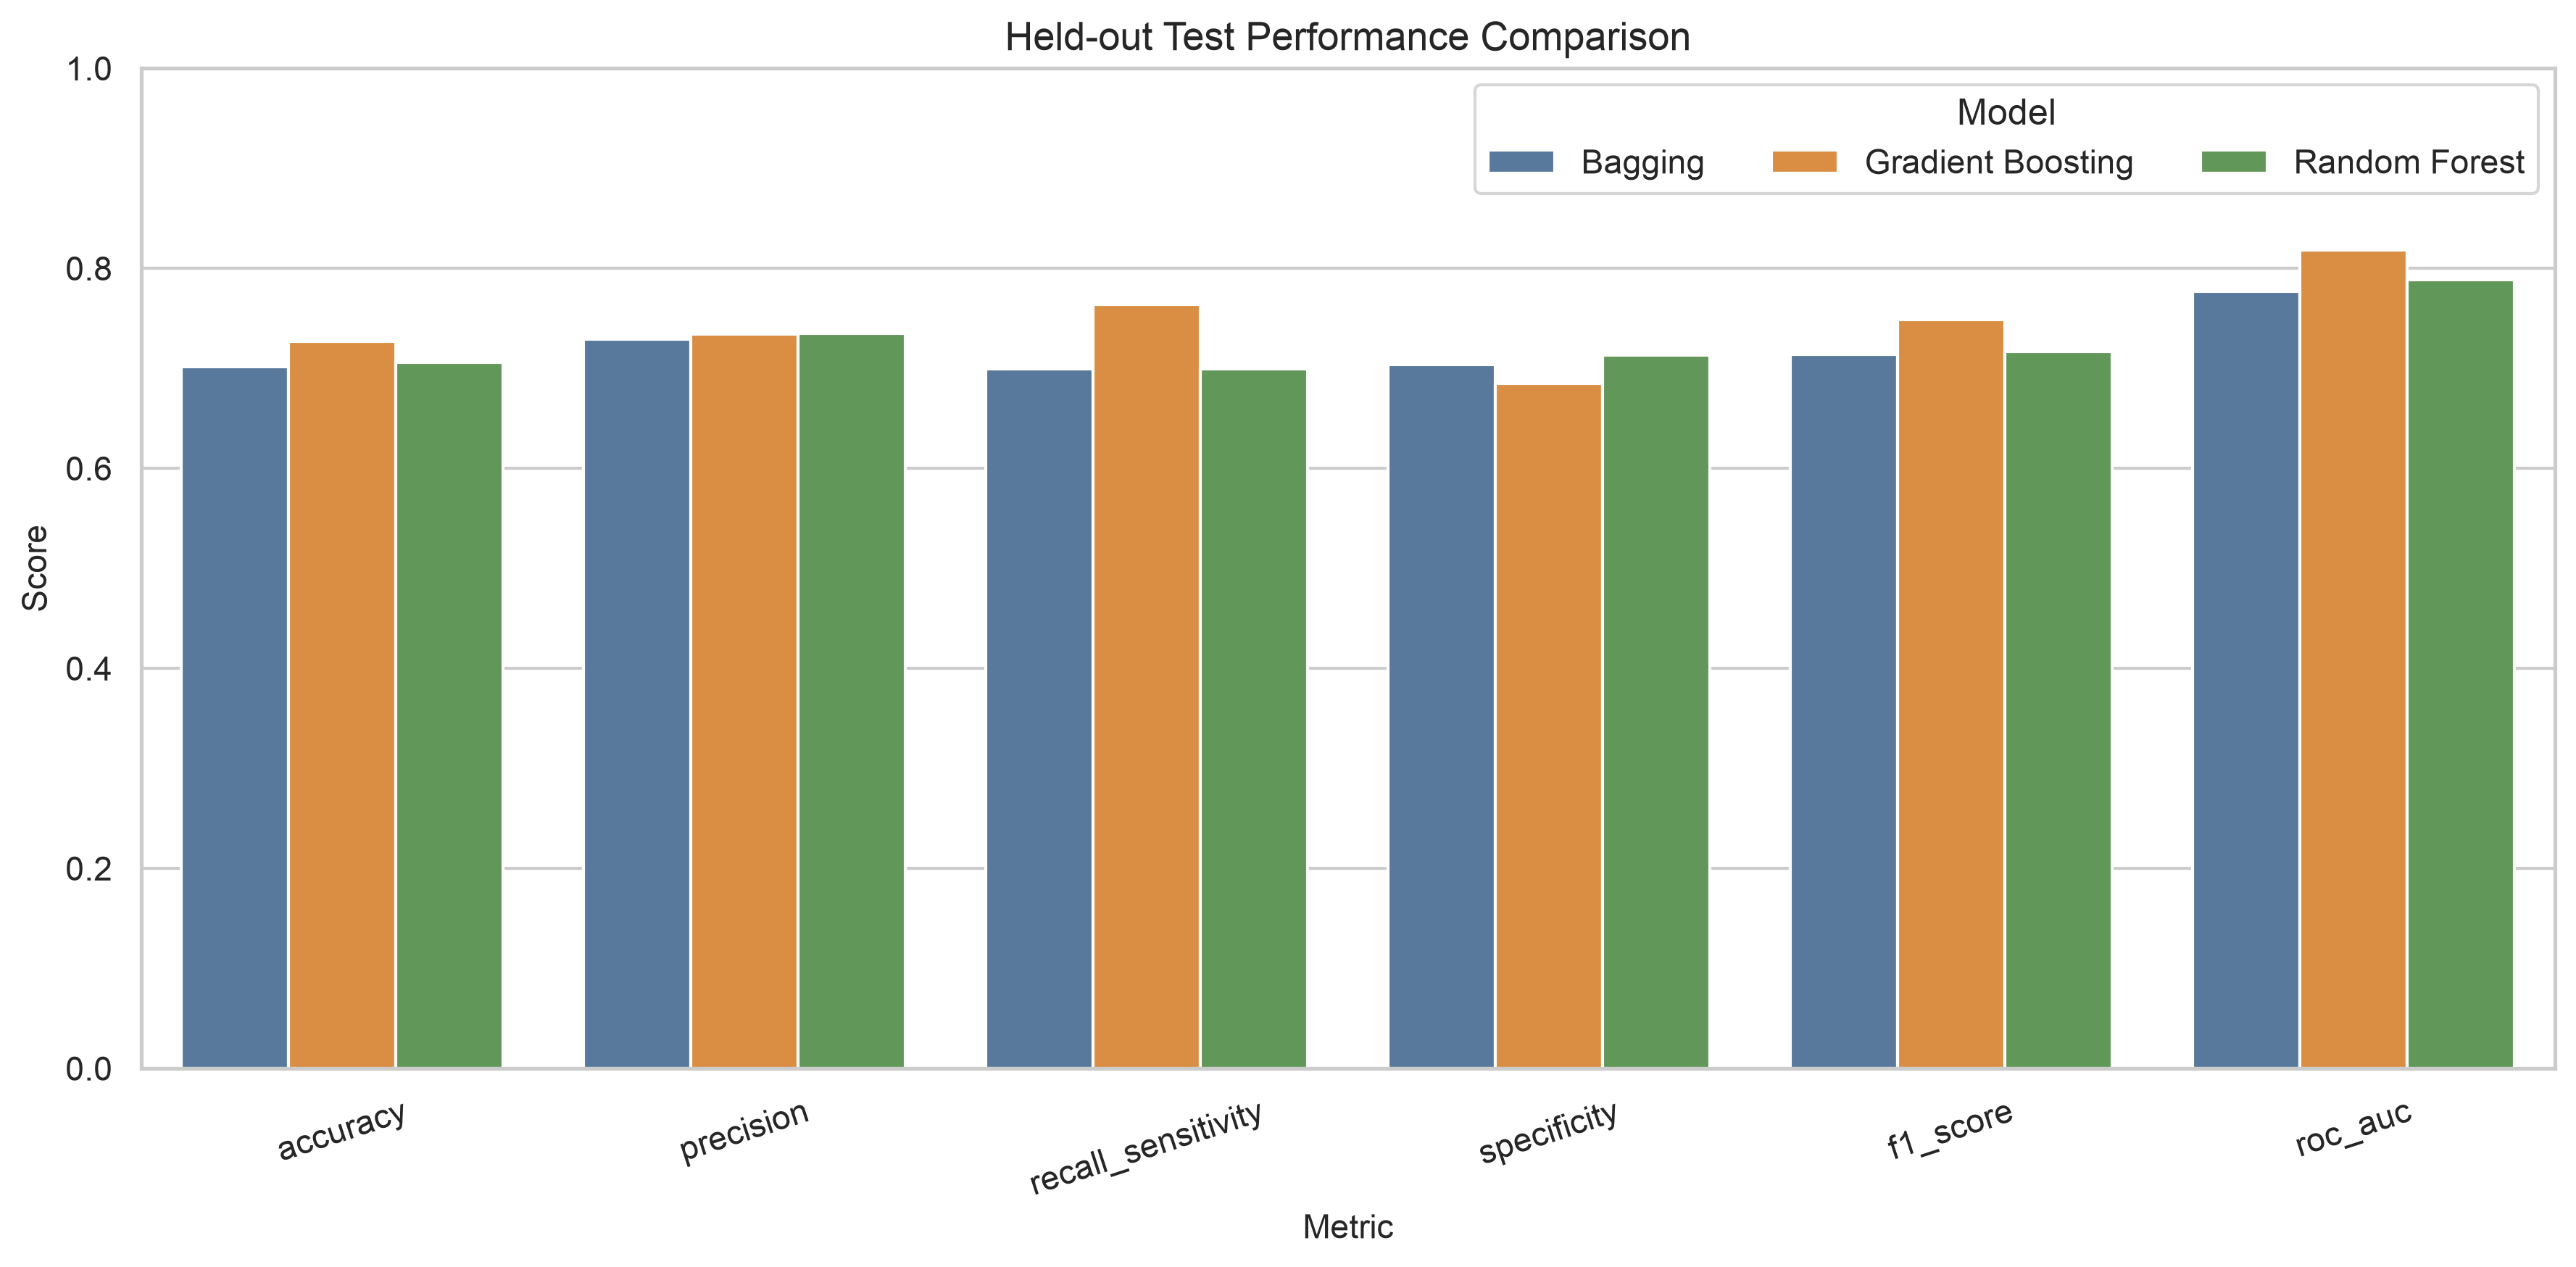 Held-out Test Performance Comparison
Model
Bagging
Gradient Boosting
Random Forest
Score
1.0
0.8
0.6
0.4
0.2
0.0
accuracy
precision
recall_sensitivity
specificity
f1_score
roc_auc
Metric